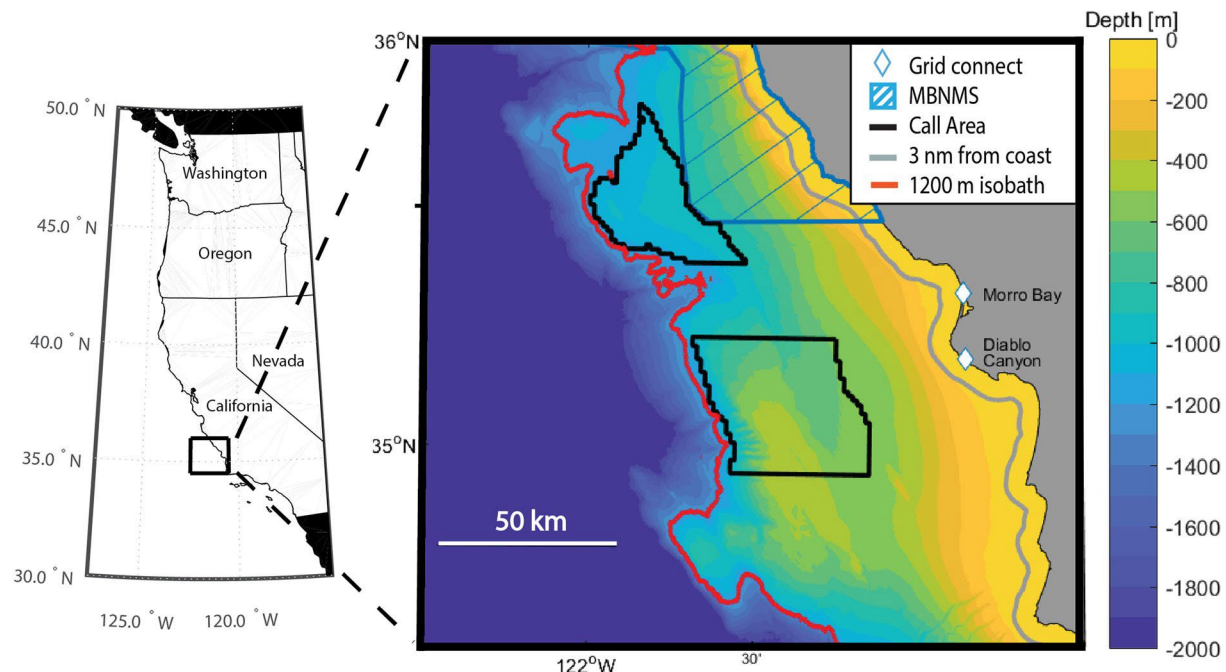 50.0 ° N
45.0 ° N
40.0 ° N
35.0 ° N
30.0 ° N
125.0 ° W
120.0 ° W
Washington
Oregon
Nevada
California
36°N
35°N
122°W
30'
50 km
Grid connect
MBNMS
Call Area
3 nm from coast
1200 m isobath
Morro Bay
Diablo
Canyon
Depth [m]
0
-200
-400
-600
-800
-1000
-1200
-1400
-1600
-1800
-2000